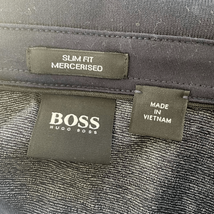 SLIM FIT
MERCERISED
BOSS
HUGO BOSS
MADE IN
VIETNAM